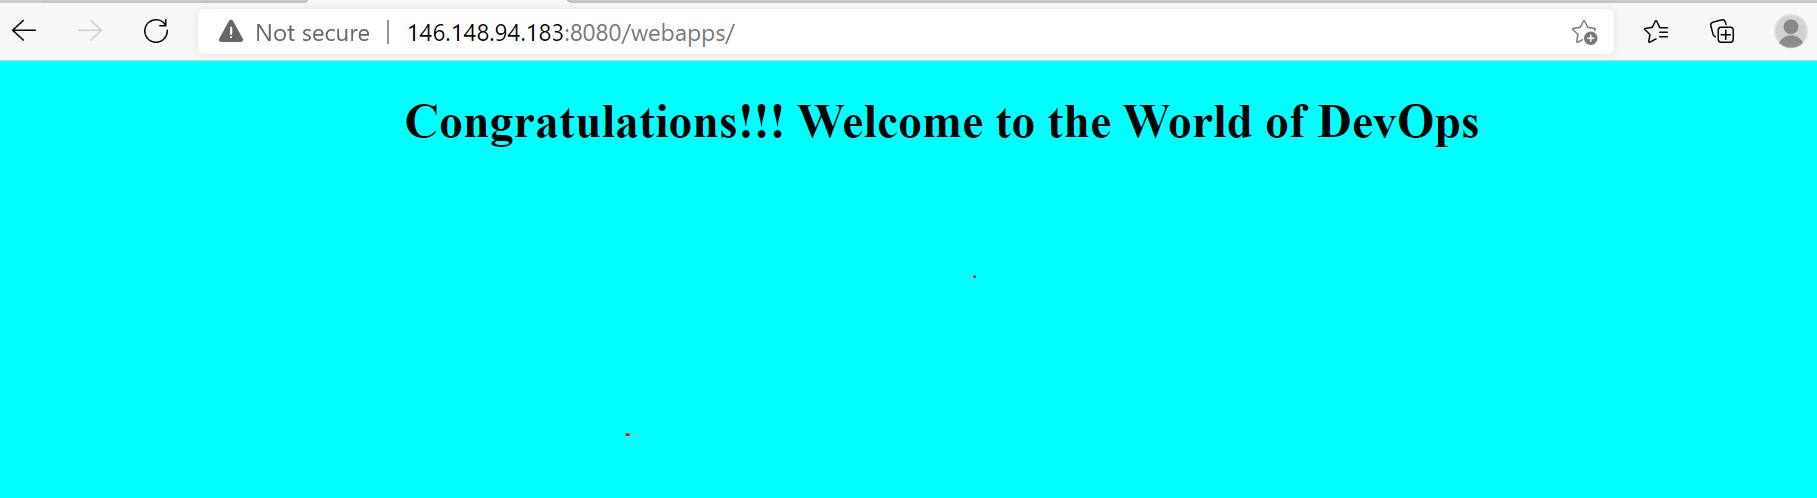 Not secure | 146.148.94.183:8080/webapps/
Congratulations!!! Welcome to the World of DevOps